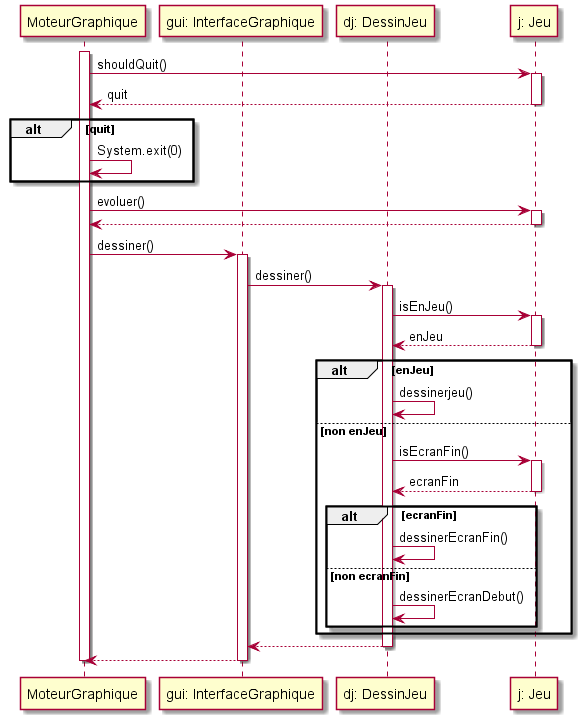 MoteurGraphique
gui: InterfaceGraphique
dj: DessinJeu
j: Jeu
shouldQuit()
quit
alt
[quit]
System.exit(0)
evoluer()
dessiner()
dessiner()
isEnJeu()
enJeu
alt
[enJeu]
dessinerjeu()
[non enJeu]
isEcranFin()
ecranFin
alt
[ecranFin]
dessinerEcranFin()
[non ecranFin]
dessinerEcranDebut()
MoteurGraphique
gui: InterfaceGraphique
dj: DessinJeu
j: Jeu